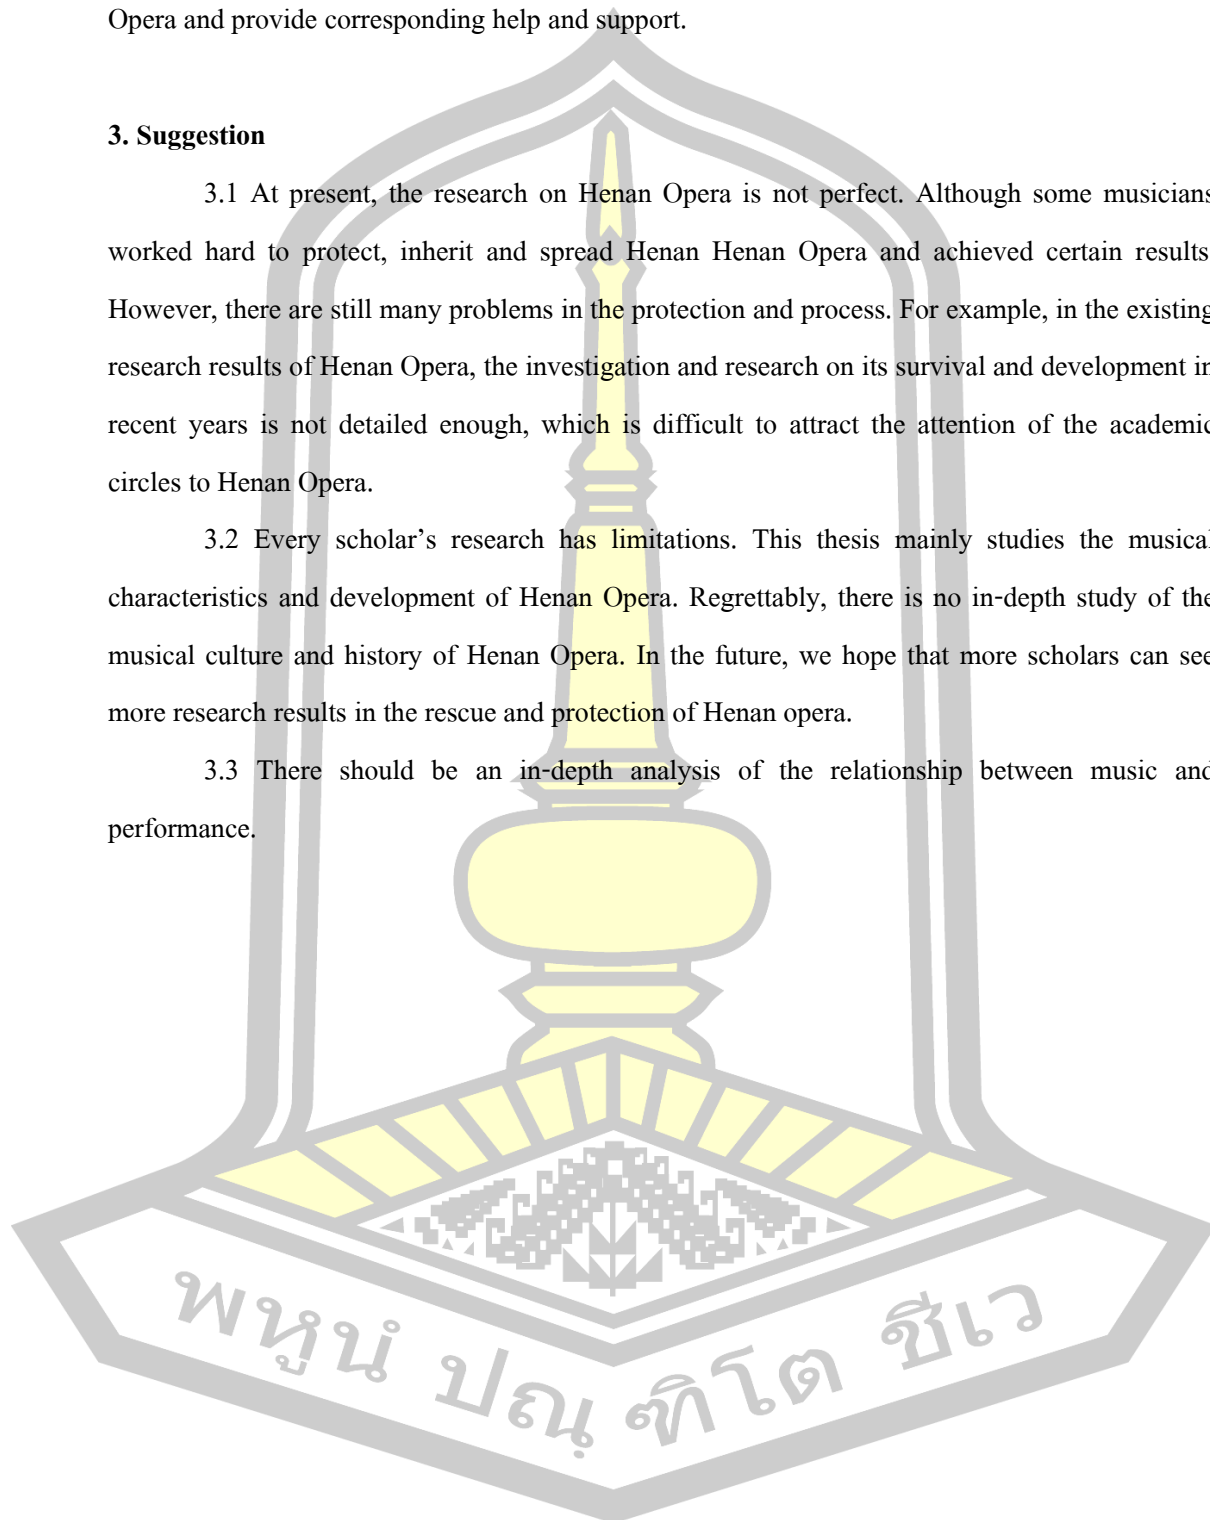 Opera and provide corresponding help and support.
3. Suggestion
3.1 At present, the research on Henan Opera is not perfect. Although some musicians
worked hard to protect, inherit and spread Henan Henan Opera and achieved certain results
However, there are still many problems in the protection and process. For example, in the existing
research results of Henan Opera, the investigation and research on its survival and development in
recent years is not detailed enough, which is difficult to attract the attention of the academic
circles to Henan Opera.
3.2 Every scholar’s research has limitations. This thesis mainly studies the musical
characteristics and development of Henan Opera. Regrettably, there is no in-depth study of the
musical culture and history of Henan Opera. In the future, we hope that more scholars can see
more research results in the rescue and protection of Henan opera.
3.3 There should be an in-depth analysis of the relationship between music and
performance.
พหูนํ ปณฺฑิโต ชีเว